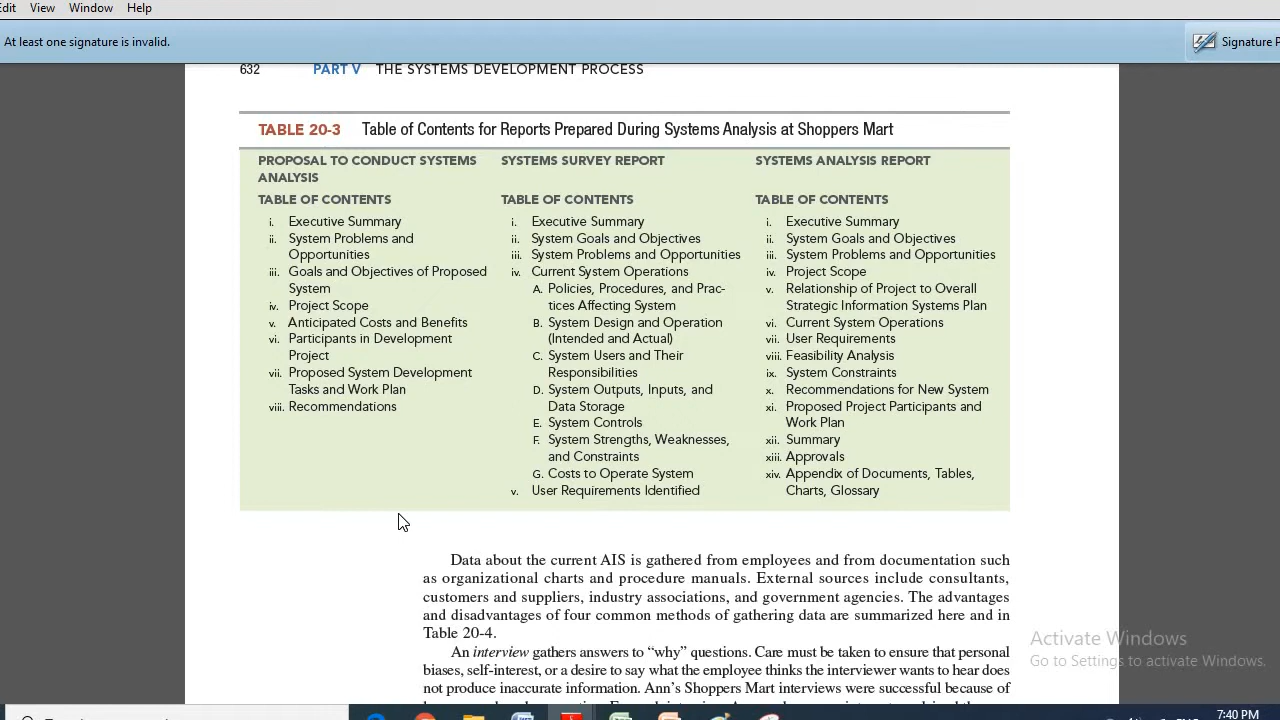 Edit View Window Help
At least one signature is invalid.
Signature P
632 PART V THE SYSTEMS DEVELOPMENT PROCESS
TABLE 20-3 Table of Contents for Reports Prepared During Systems Analysis at Shoppers Mart
PROPOSAL TO CONDUCT SYSTEMS
ANALYSIS
TABLE OF CONTENTS
i. Executive Summary
ii. System Problems and
Opportunities
iii. Goals and Objectives of Proposed
System
iv. Project Scope
v. Anticipated Costs and Benefits
vi. Participants in Development
Project
vii. Proposed System Development
Tasks and Work Plan
viii. Recommendations
SYSTEMS SURVEY REPORT
TABLE OF CONTENTS
i. Executive Summary
ii. System Goals and Objectives
iii. System Problems and Opportunities
iv. Current System Operations
A. Policies, Procedures, and Prac-
tices Affecting System
B. System Design and Operation
(Intended and Actual)
C. System Users and Their
Responsibilities
D. System Outputs, Inputs, and
Data Storage
E. System Controls
F. System Strengths, Weaknesses,
and Constraints
G. Costs to Operate System
v. User Requirements Identified
SYSTEMS ANALYSIS REPORT
TABLE OF CONTENTS
i. Executive Summary
ii. System Goals and Objectives
iii. System Problems and Opportunities
iv. Project Scope
v. Relationship of Project to Overall
Strategic Information Systems Plan
vi. Current System Operations
vii. User Requirements
viii. Feasibility Analysis
ix. System Constraints
x. Recommendations for New System
xi. Proposed Project Participants and
Work Plan
xii. Summary
xiii. Approvals
xiv. Appendix of Documents, Tables,
Charts, Glossary
Data about the current AIS is gathered from employees and from documentation such
as organizational charts and procedure manuals. External sources include consultants,
customers and suppliers, industry associations, and government agencies. The advantages
and disadvantages of four common methods of gathering data are summarized here and in
Table 20-4.
An interview gathers answers to “why” questions. Care must be taken to ensure that personal
biases, self-interest, or a desire to say what the employee thinks the interviewer wants to hear does
not produce inaccurate information. Ann’s Shoppers Mart interviews were successful because of
Activate Windows
Go to Settings to activate Windows.
7:40 PM